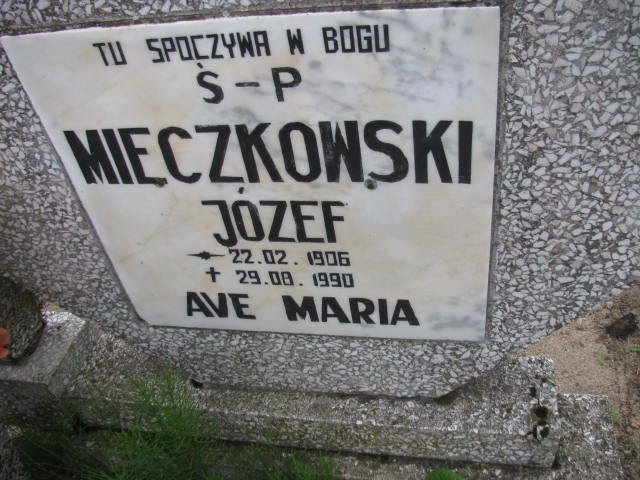 TU SPOCZYWA W BOGU
Ś-P
MIECZKOWSKI
JÓZEF
22.02.1906
✝ 29.08.1990
AVE MARIA